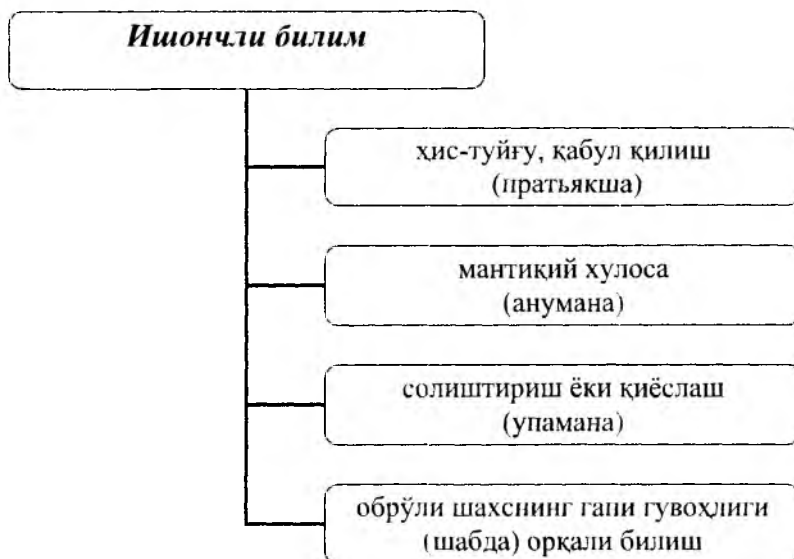 Ишончли билим
ҳис-туйғу, қабул қилиш
(пратьякша)
мантиқий хулоса
(анумана)
солиштириш ёки қиёслаш
(упамана)
обрўли шахснинг гапи гувоҳлиги
(шабда) орқали билиш